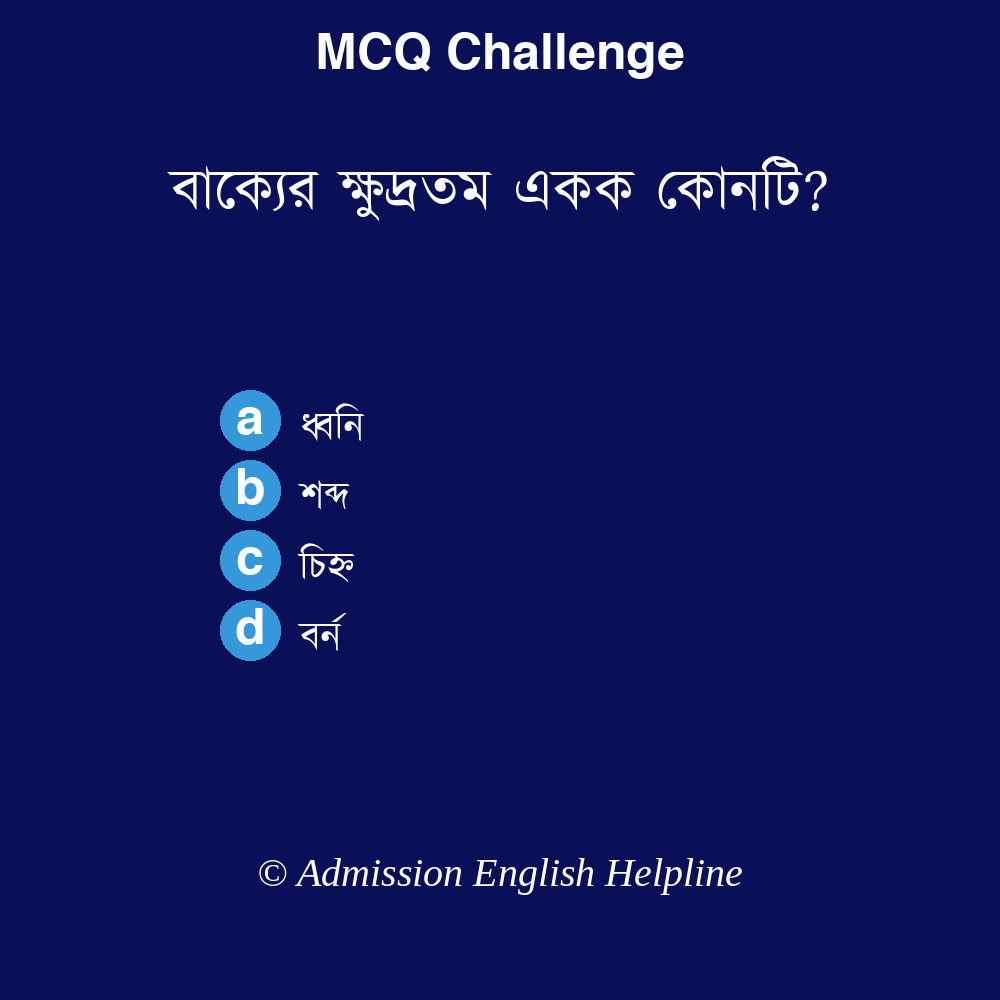 MCQ Challenge
বাক্যের ক্ষুদ্রতম একক কোনটি?
a ধ্বনি
b শব্দ
c চিহ্ন
d বর্ন
© Admission English Helpline